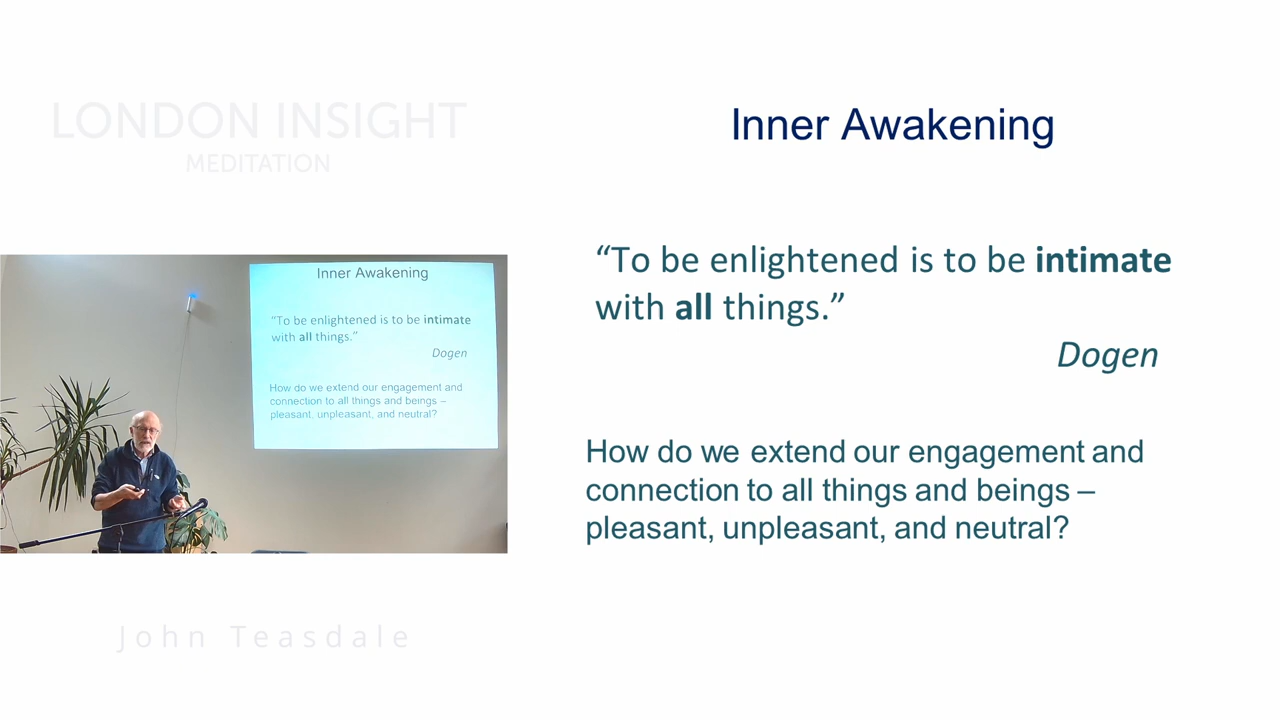 LONDON INSIGHT
MEDITATION
Inner Awakening
“To be enlightened is to be intimate
with all things.”
Dogen
How do we extend our engagement and
connection to all things and beings –
pleasant, unpleasant, and neutral?
Inner Awakening
“To be enlightened is to be intimate
with all things.”
Dogen
How do we extend our engagement and
connection to all things and beings –
pleasant, unpleasant, and neutral?
John Teasdale